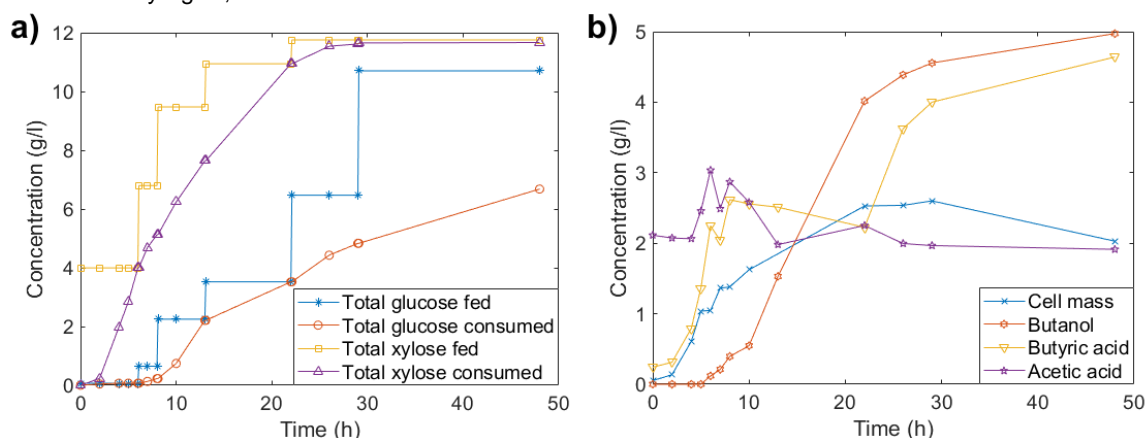 a)
12
10
8
6
4
2
0
Concentration (g/l)
Total glucose fed
Total glucose consumed
Total xylose fed
Total xylose consumed
0 10 20 30 40 50
Time (h)
b)
5
4
3
2
1
0
Concentration (g/l)
Cell mass
Butanol
Butyric acid
Acetic acid
0 10 20 30 40 50
Time (h)